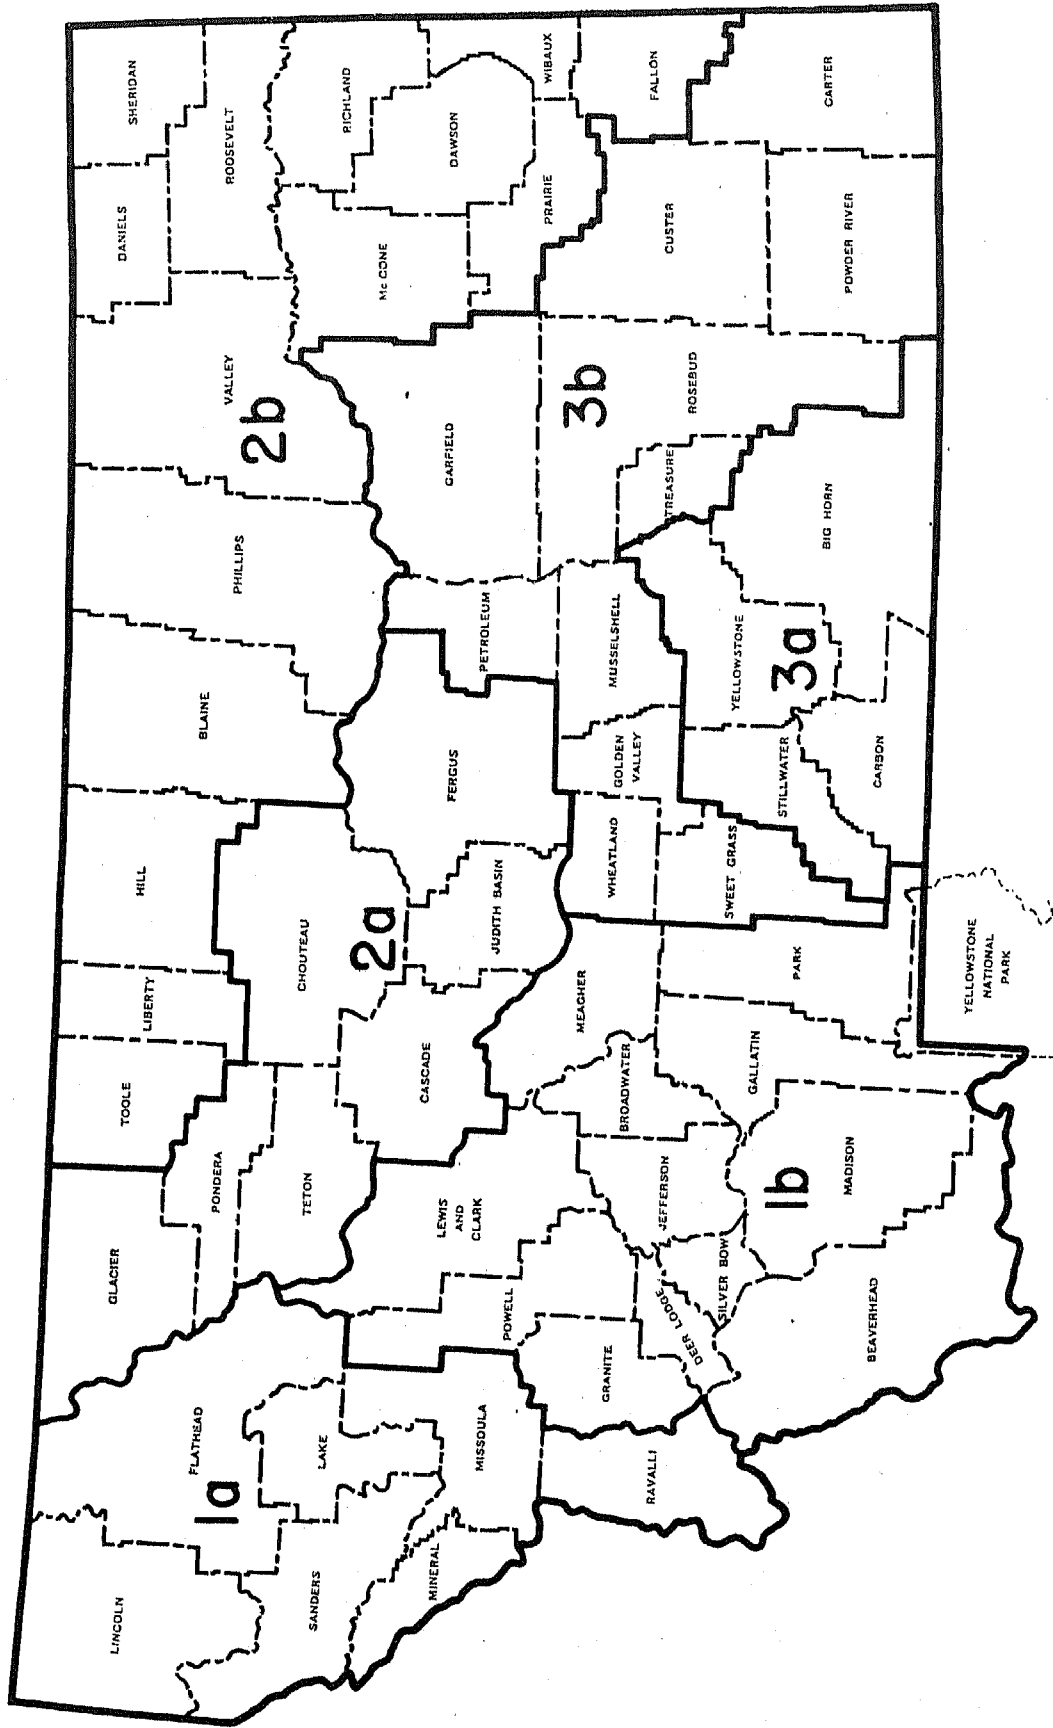 LINCOLN
FLATHEAD
1a
SANDERS
LAKE
MINERAL
MISSOULA
RAVALLI
GLACIER
TOOLE
LIBERTY
HILL
BLAINE
PHILLIPS
VALLEY
2b
DANIELS
SHERIDAN
ROOSEVELT
PONDERA
TETON
CHOUTEAU
2a
CASCADE
JUDITH BASIN
FERGUS
LEWIS
AND
CLARK
POWELL
GRANITE
DEER LODGE
SILVER BOW
JEFFERSON
BROADWATER
MEAGHER
1b
BEAVERHEAD
MADISON
GALLATIN
PARK
YELLOWSTONE
NATIONAL
PARK
WHEATLAND
SWEET GRASS
GOLDEN
VALLEY
MUSSELSHELL
PETROLEUM
GARFIELD
3b
McCONE
RICHLAND
DAWSON
WIBAUX
PRAIRIE
FALLON
CUSTER
CARTER
POWDER RIVER
ROSEBUD
TREASURE
STILLWATER
YELLOWSTONE
3a
CARBON
BIG HORN